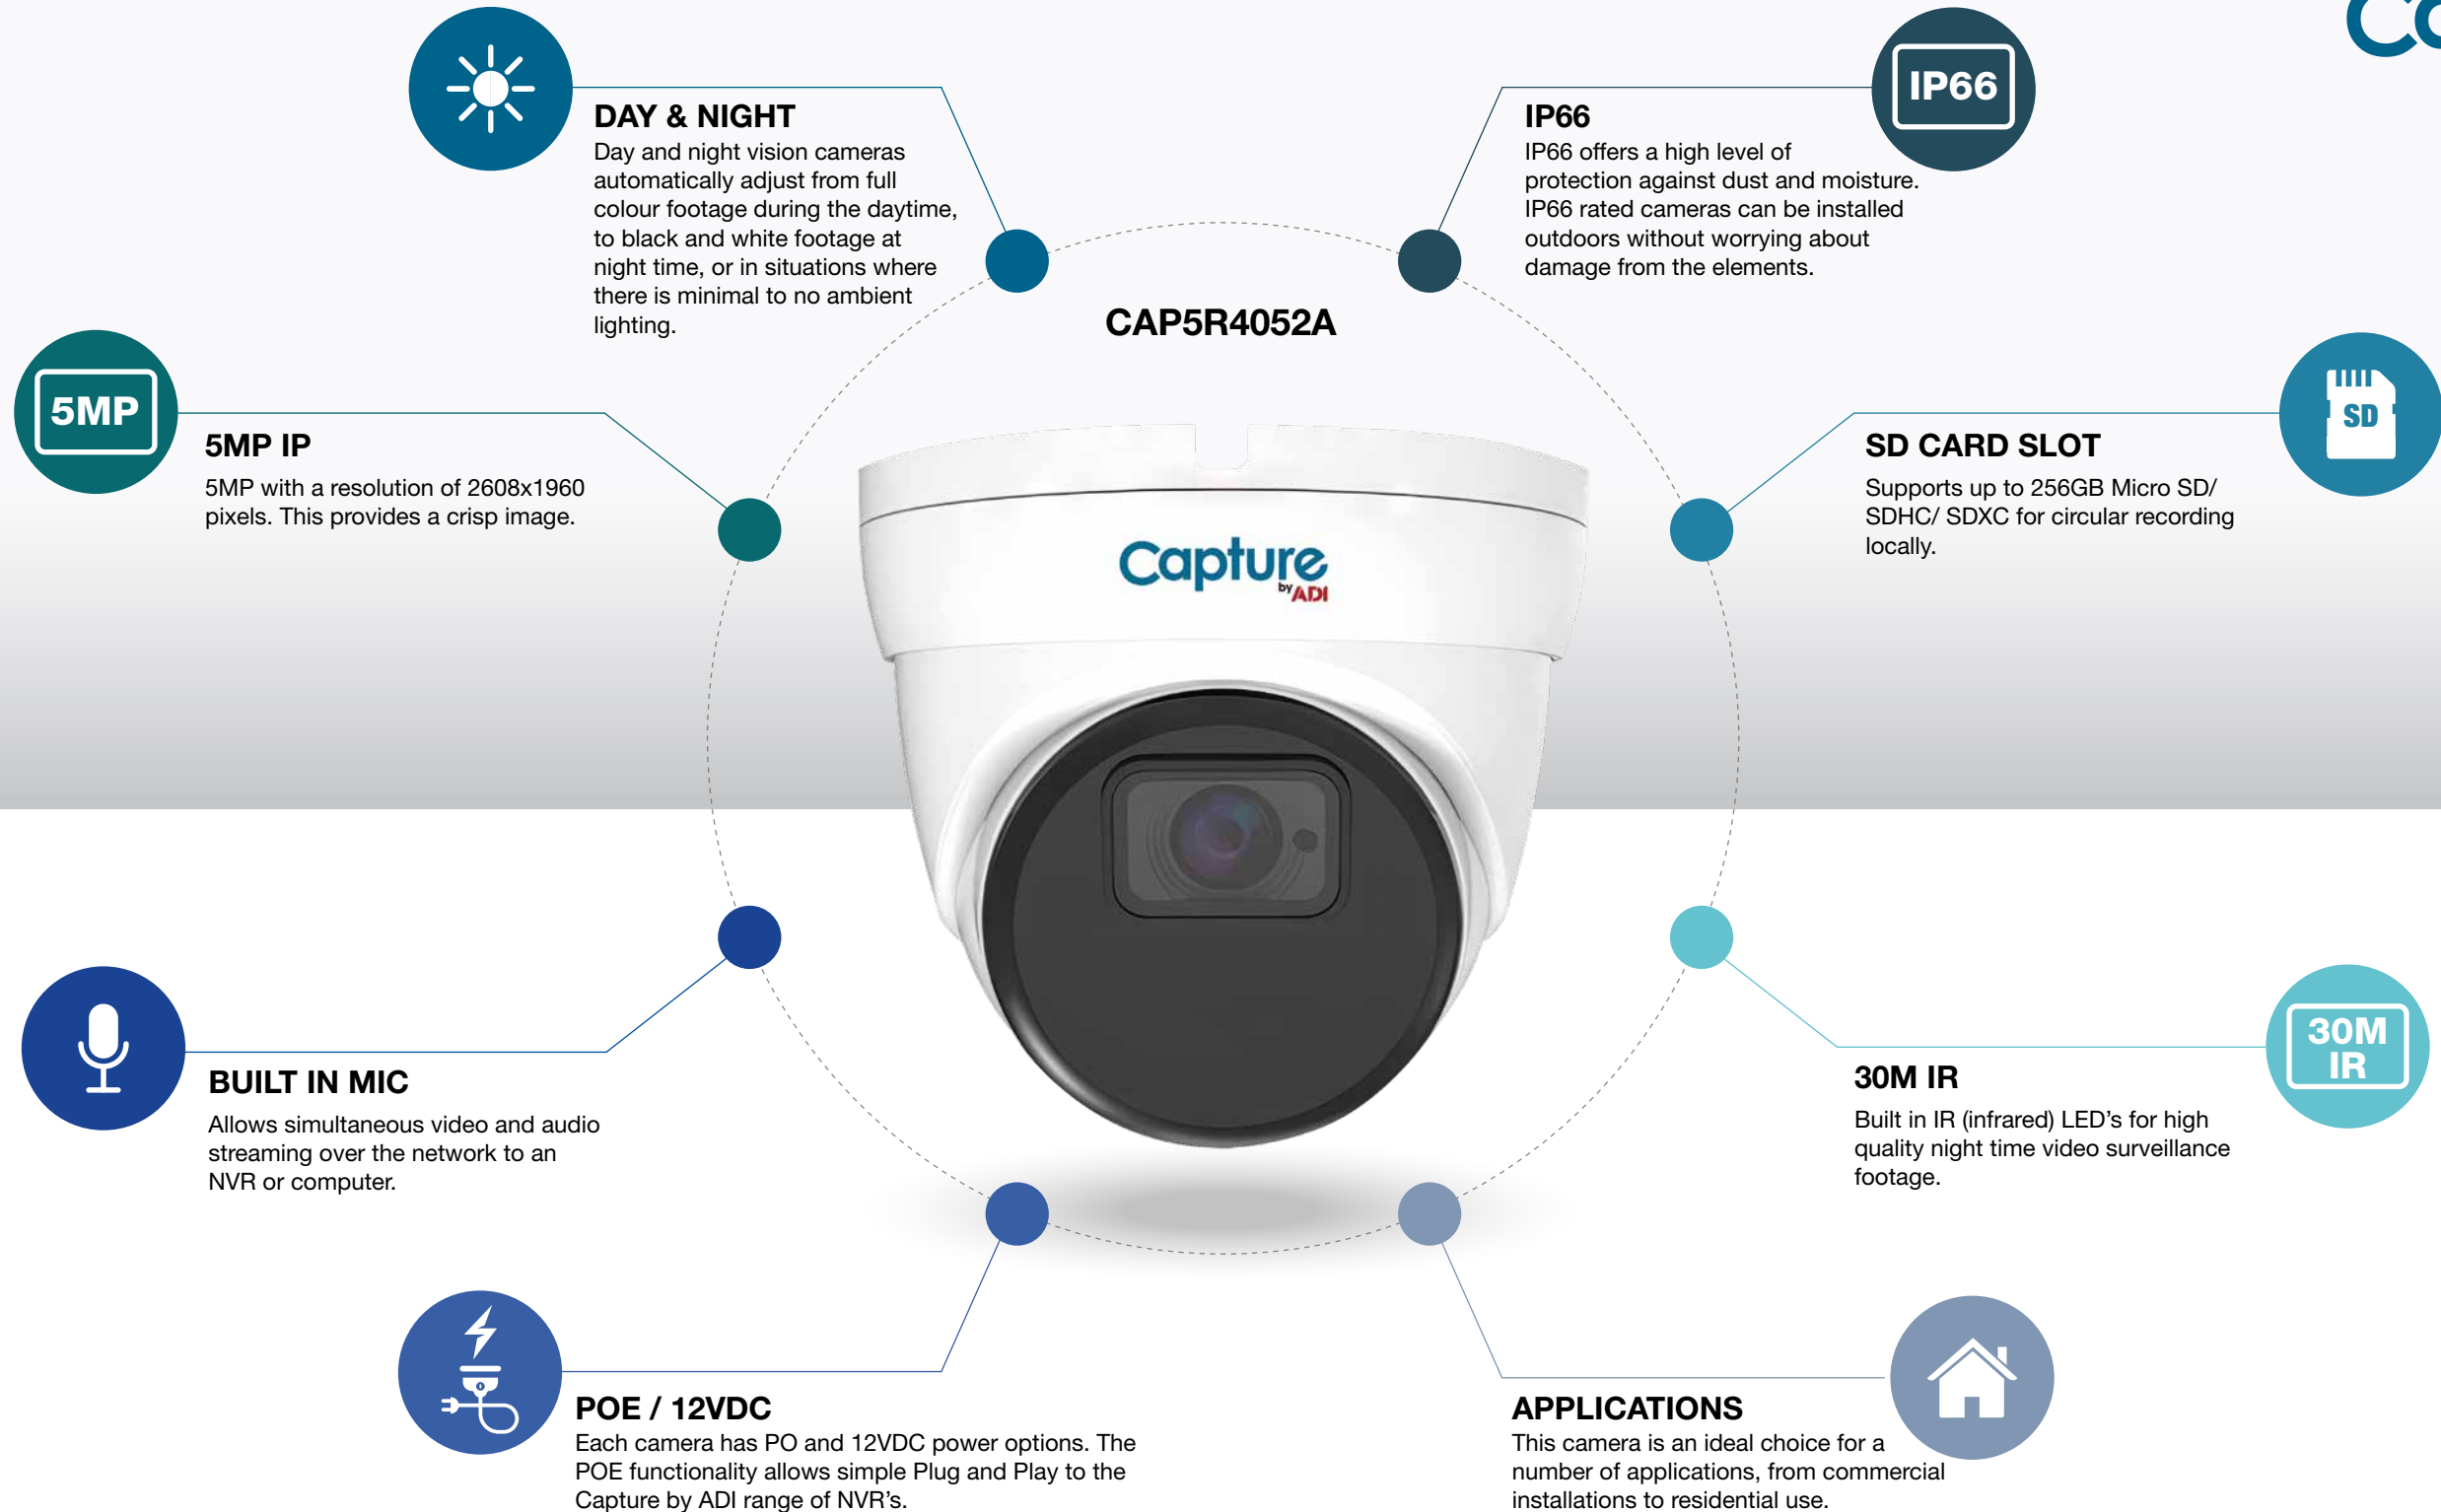 DAY & NIGHT
Day and night vision cameras
automatically adjust from full
colour footage during the daytime,
to black and white footage at
night time, or in situations where
there is minimal to no ambient
lighting.
IP66
IP66
IP66 offers a high level of
protection against dust and moisture.
IP66 rated cameras can be installed
outdoors without worrying about
damage from the elements.
CAP5R4052A
5MP
5MP IP
5MP with a resolution of 2608x1960
pixels. This provides a crisp image.
SD
SD CARD SLOT
Supports up to 256GB Micro SD/
SDHC/ SDXC for circular recording
locally.
Capture
by ADI
BUILT IN MIC
Allows simultaneous video and audio
streaming over the network to an
NVR or computer.
30M
IR
30M IR
Built in IR (infrared) LED's for high
quality night time video surveillance
footage.
POE / 12VDC
Each camera has PO and 12VDC power options. The
POE functionality allows simple Plug and Play to the
Capture by ADI range of NVR's.
APPLICATIONS
This camera is an ideal choice for a
number of applications, from commercial
installations to residential use.